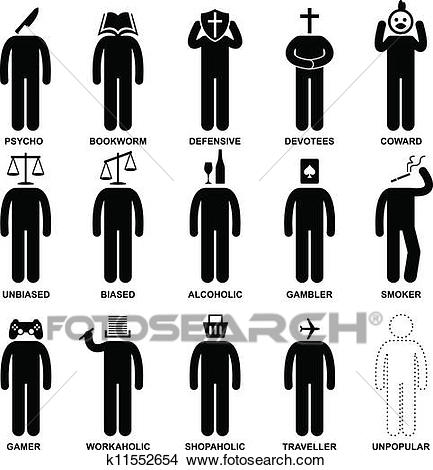 PSYCHO BOOKWORM DEFENSIVE DEVOTEES COWARD
UNBIASED BIASED ALCOHOLIC GAMBLER SMOKER
© FOTOSEARCH®
GAMER WORKAHOLIC SHOPAHOLIC TRAVELLER UNPOPULAR
k11552654 www.fotosearch.com